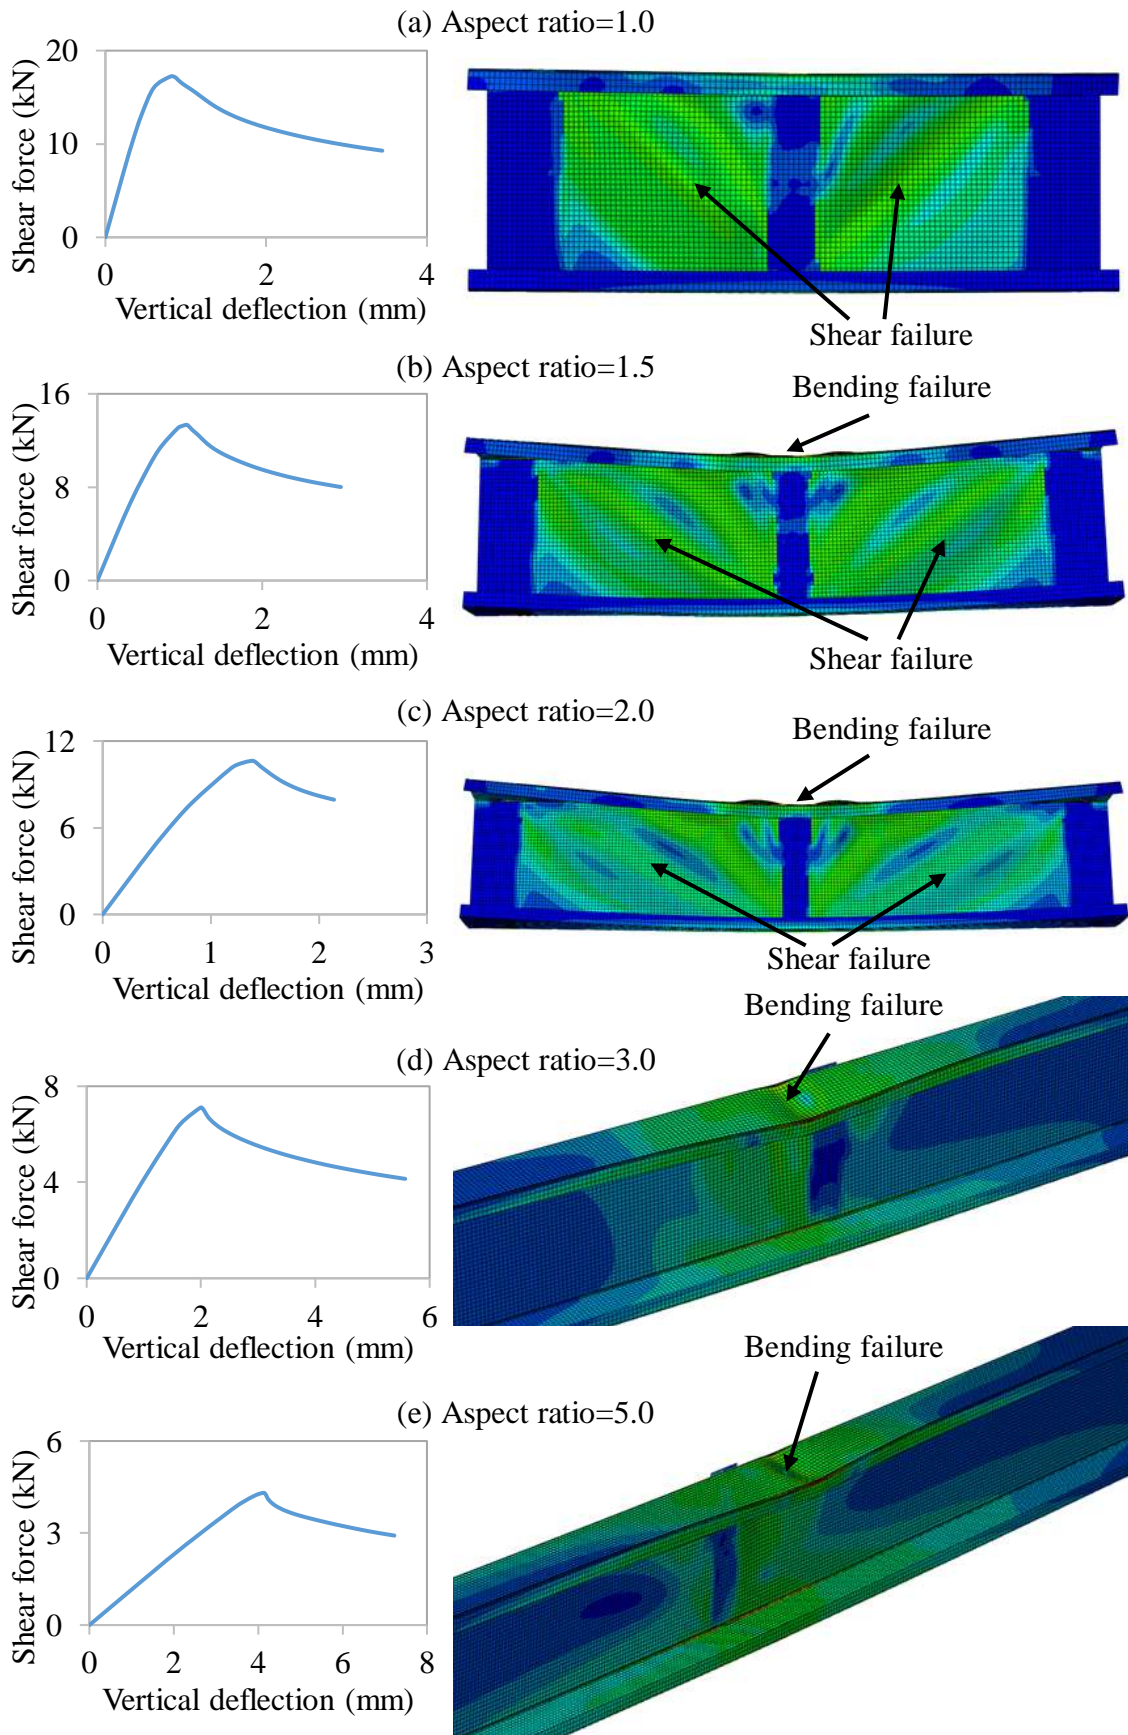 (a) Aspect ratio=1.0
Shear force (kN)
20
10
0
0 2 4
Vertical deflection (mm)
Shear failure
(b) Aspect ratio=1.5
Bending failure
Shear force (kN)
16
8
0
0 2 4
Vertical deflection (mm)
Shear failure
(c) Aspect ratio=2.0
Bending failure
Shear force (kN)
12
6
0
0 1 2 3
Vertical deflection (mm)
Shear failure
Bending failure
(d) Aspect ratio=3.0
Shear force (kN)
8
4
0
0 2 4 6
Vertical deflection (mm)
Bending failure
(e) Aspect ratio=5.0
Shear force (kN)
6
3
0
0 2 4 6 8
Vertical deflection (mm)